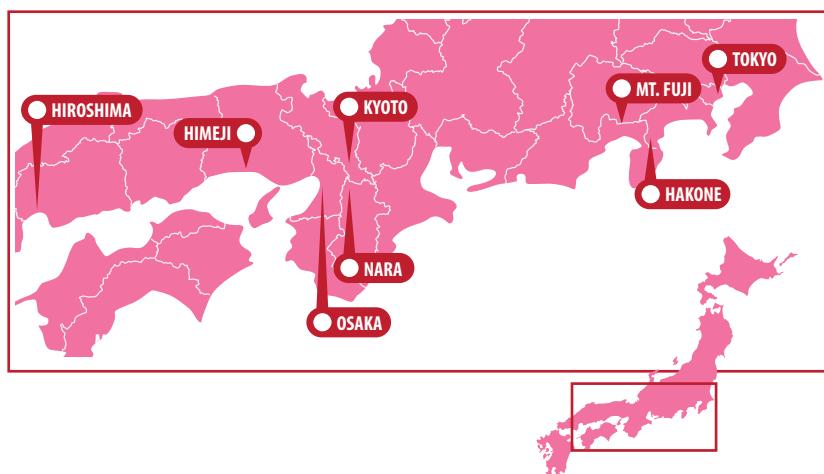 TOKYO
MT. FUJI
HIROSHIMA
KYOTO
HIMEJI
HAKONE
NARA
OSAKA